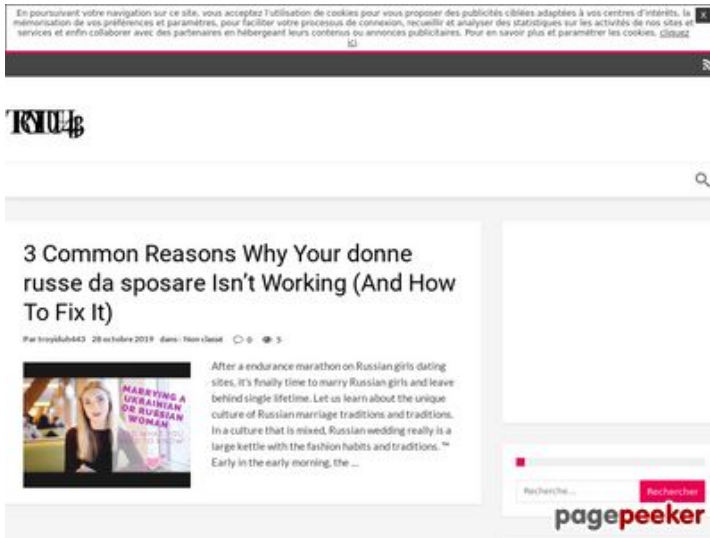 En poursuivant votre navigation sur ce site, vous acceptez l'utilisation de cookies pour vous proposer des publicités ciblées adaptées à vos centres d'intérêts, la
mémorisation de vos préférences et paramètres, pour faciliter votre processus de connexion, recueillir et analyser des statistiques sur les activités de nos sites et
services et enfin collaborer avec des partenaires en hébergeant leurs contenus ou annonces publicitaires. Pour en savoir plus et paramétrer les cookies, cliquez
ici
X
3 Common Reasons Why Your donne
russe da sposare Isn't Working (And How
To Fix It)
Par troyiduh443 28 octobre 2019 dans: Non classé 0 5
MARRYING A
UKRAINIAN
OR RUSSIAN
WOMAN
After a endurance marathon on Russian girls dating
sites, it's finally time to marry Russian girls and leave
behind single lifetime. Let us learn about the unique
culture of Russian marriage traditions and traditions.
In a culture that is mixed, Russian wedding really is a
large kettle with the fashion habits and traditions. ™
Early in the early morning, the ...
Recherche...
Rechercher
pagepeeker